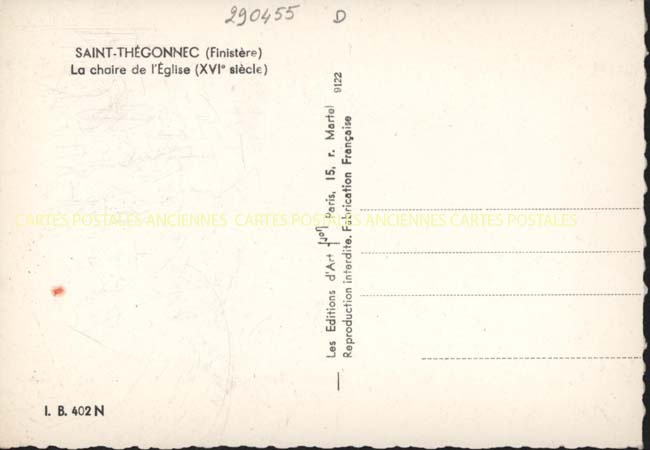 290455 D
SAINT-THÉGONNEC (Finistère)
La chaire de l'Église (XVIe siècle)
9122
Les Editions d'Art Paris, 15, r. Martel
Reproduction interdite. Fabrication Française
CARTES POSTALES ANCIENNES CARTES POSTALES ANCIENNES CARTES POSTALES
I. B. 402 N